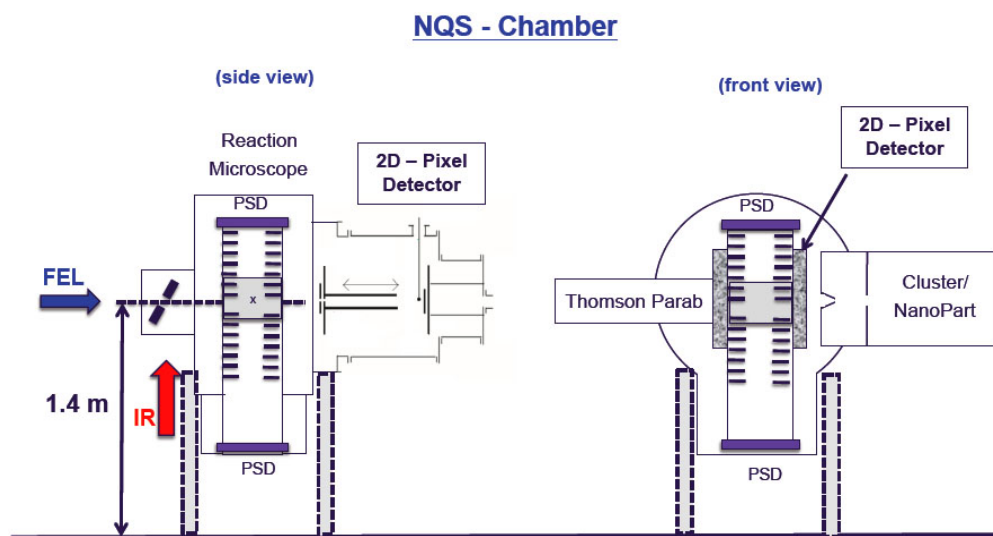 NQS - Chamber
(side view)
Reaction
Microscope
2D – Pixel
Detector
PSD
FEL
x
1.4 m
IR
PSD
(front view)
2D – Pixel
Detector
PSD
Thomson Parab
Cluster/
NanoPart
PSD